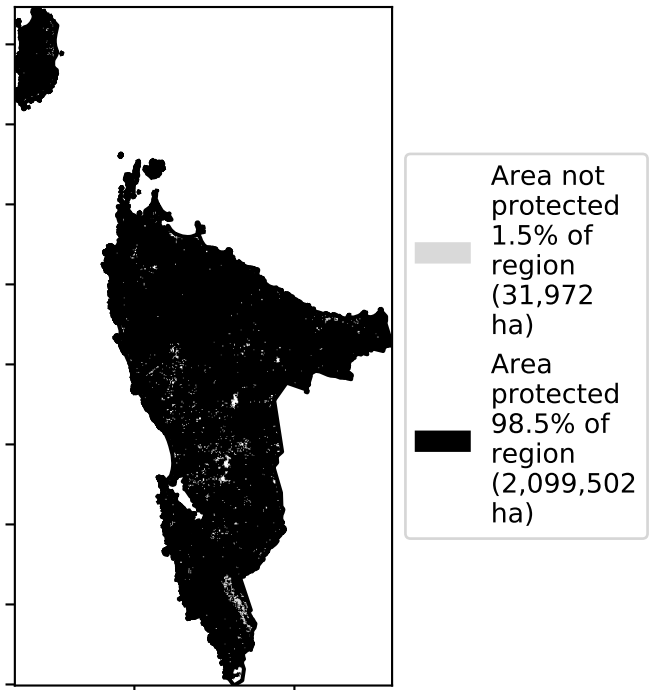 Area not
protected
1.5% of
region
(31,972
ha)
Area
protected
98.5% of
region
(2,099,502
ha)